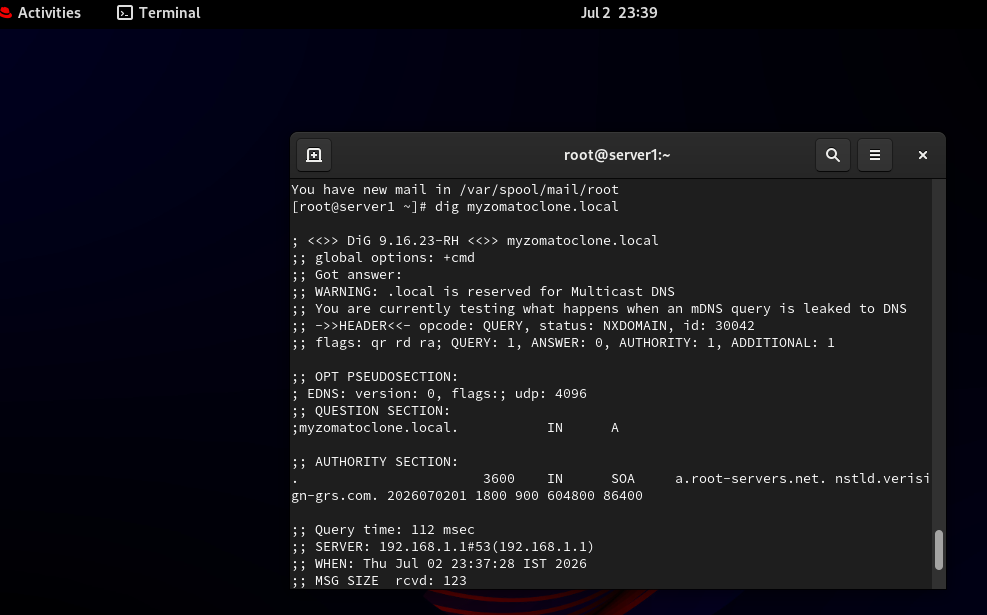 Activities Terminal Jul 2 23:39
root@server1:~
You have new mail in /var/spool/mail/root
[root@server1 ~]# dig myzomatoclone.local
; <<>> DiG 9.16.23-RH <<>> myzomatoclone.local
;; global options: +cmd
;; Got answer:
;; WARNING: .local is reserved for Multicast DNS
;; You are currently testing what happens when an mDNS query is leaked to DNS
;; ->>HEADER<<- opcode: QUERY, status: NXDOMAIN, id: 30042
;; flags: qr rd ra; QUERY: 1, ANSWER: 0, AUTHORITY: 1, ADDITIONAL: 1
;; OPT PSEUDOSECTION:
; EDNS: version: 0, flags:; udp: 4096
;; QUESTION SECTION:
;myzomatoclone.local. IN A
;; AUTHORITY SECTION:
. 3600 IN SOA a.root-servers.net. nstld.verisi
gn-grs.com. 2026070201 1800 900 604800 86400
;; Query time: 112 msec
;; SERVER: 192.168.1.1#53(192.168.1.1)
;; WHEN: Thu Jul 02 23:37:28 IST 2026
;; MSG SIZE rcvd: 123